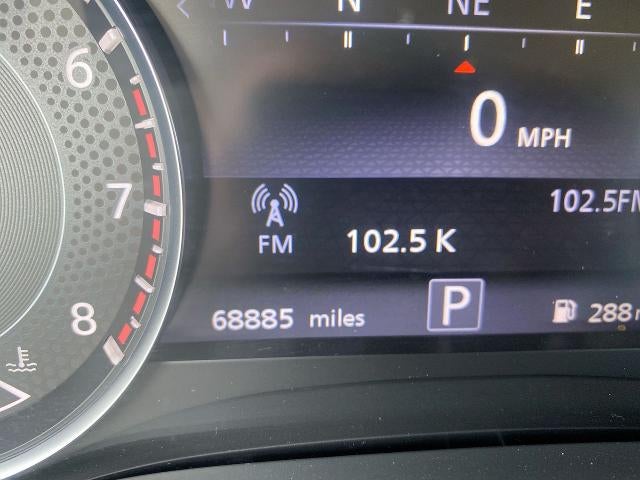 W N NE E
6
0 MPH
7
102.5FM
FM 102.5 K
8
68885 miles P 288